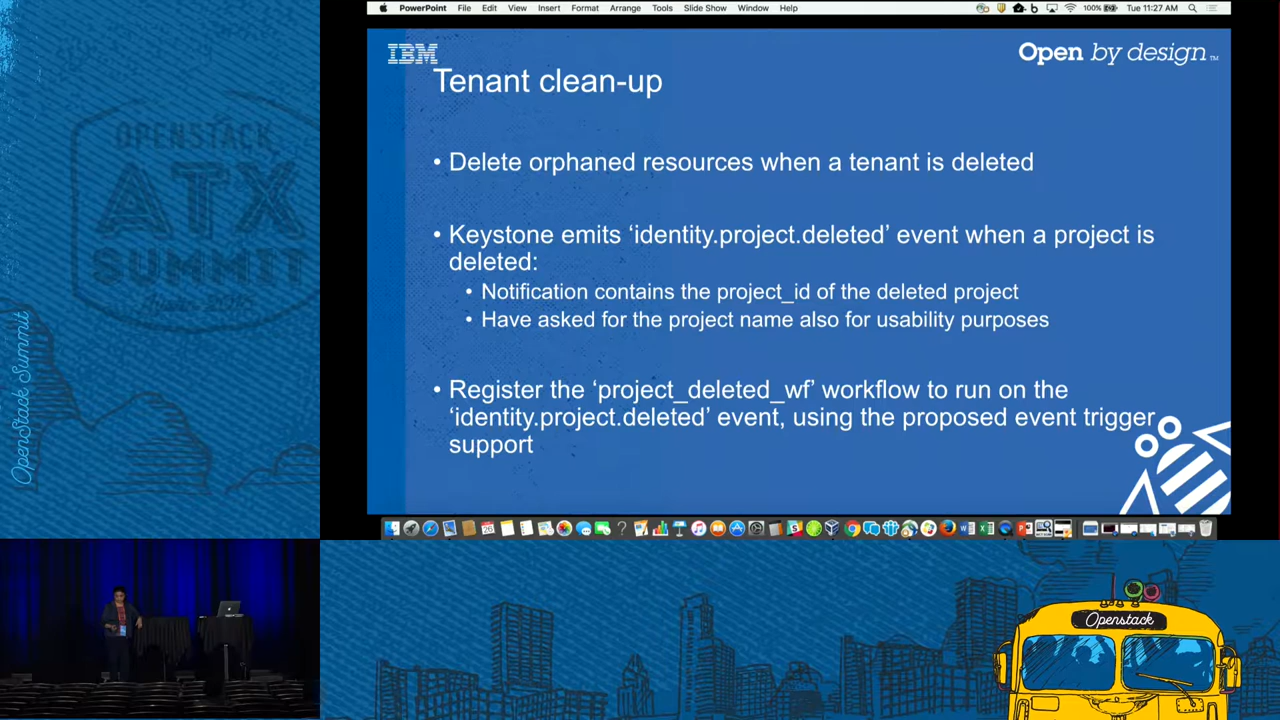 PowerPoint File Edit View Insert Format Arrange Tools Slide Show Window Help 100% Tue 11:27 AM
IBM
Open by design™
Tenant clean-up
• Delete orphaned resources when a tenant is deleted
• Keystone emits ‘identity.project.deleted’ event when a project is
deleted:
• Notification contains the project_id of the deleted project
• Have asked for the project name also for usability purposes
• Register the ‘project_deleted_wf’ workflow to run on the
‘identity.project.deleted’ event, using the proposed event trigger
support
OPENSTACK
ATX
SUMMIT
OpenStack Summit
Openstack